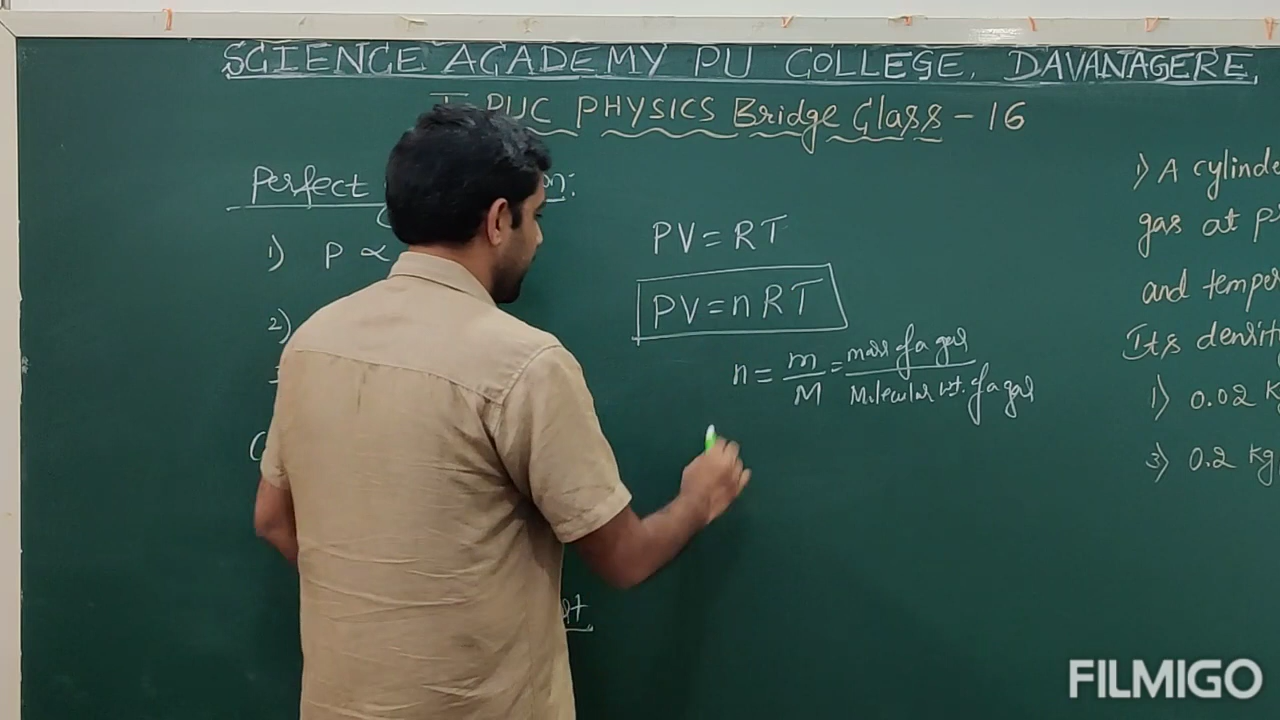 SCIENCE ACADEMY PU COLLEGE, DAVANAGERE,
I PUC PHYSICS Bridge Class - 16
Perfect on:
1) P ∝
2)
PV = RT
PV = nRT
n = m/M = mass of a gas/Molecular wt. of a gas
1) A cylinde
gas at p
and temper
Its densit
1) 0.02 K
3) 0.2 Kg
FILMIGO